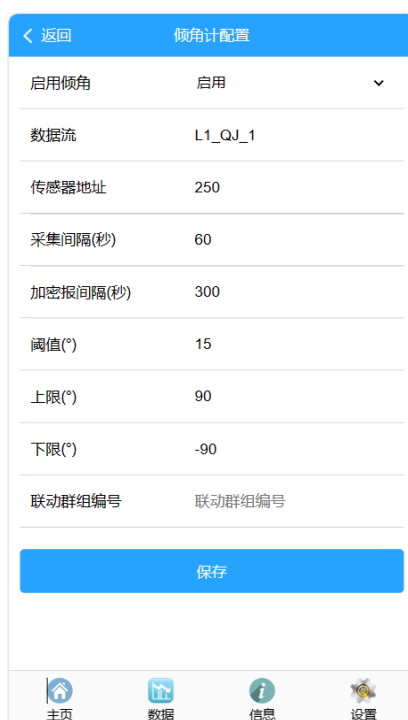 返回 倾角计配置
启用倾角 启用
数据流 L1_QJ_1
传感器地址 250
采集间隔(秒) 60
加密报间隔(秒) 300
阈值(°) 15
上限(°) 90
下限(°) -90
联动群组编号 联动群组编号
保存
主页 数据 信息 设置